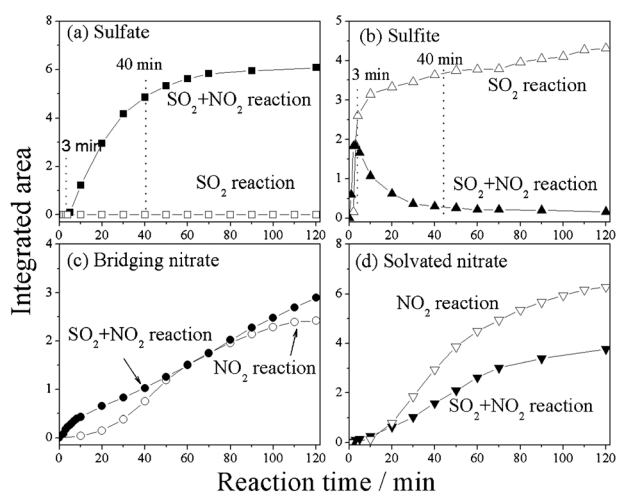 (a) Sulfate
40 min
SO2+NO2 reaction
3 min
SO2 reaction
0
2
4
6
8
0 20 40 60 80 100 120
(b) Sulfite
3 min
40 min
SO2 reaction
SO2+NO2 reaction
0
1
2
3
4
5
0 20 40 60 80 100 120
Integrated area
(c) Bridging nitrate
SO2+NO2 reaction
NO2 reaction
0
1
2
3
4
0 20 40 60 80 100 120
(d) Solvated nitrate
NO2 reaction
SO2+NO2 reaction
0
2
4
6
8
0 20 40 60 80 100 120
Reaction time / min